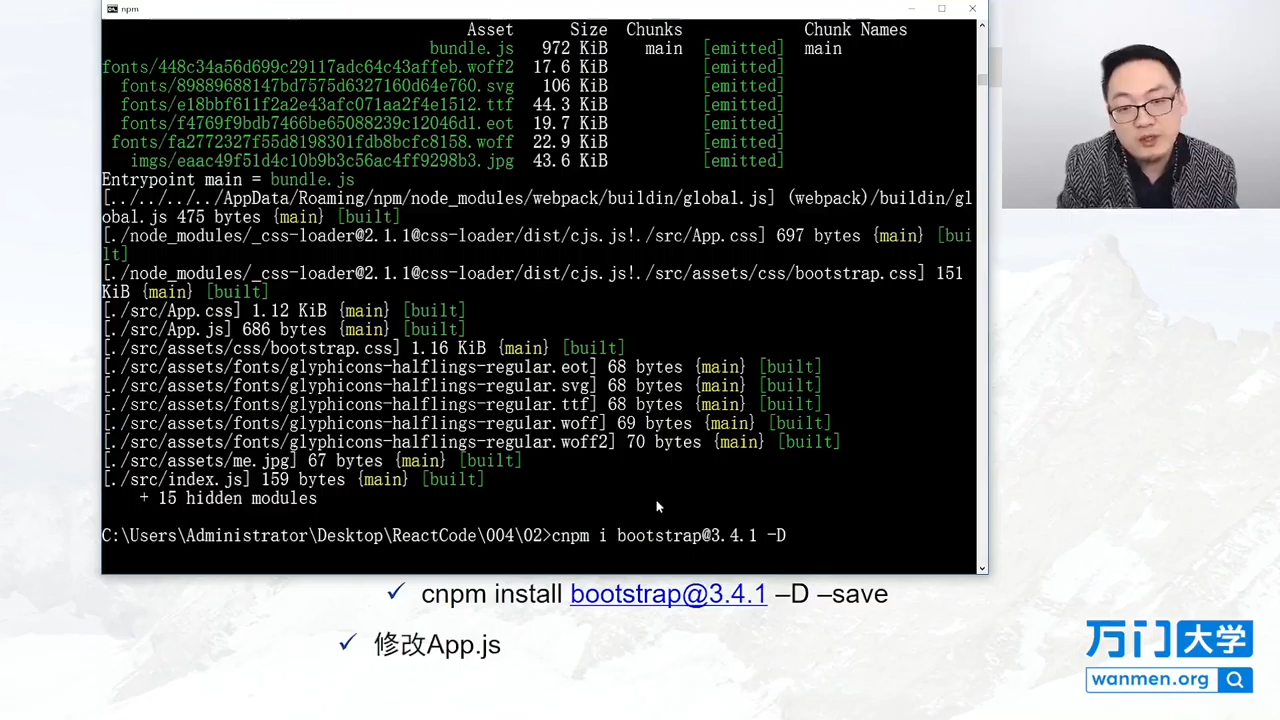 npm
Asset Size Chunks Chunk Names
bundle.js 972 KiB main [emitted] main
fonts/448c34a56d699c29117adc64c43affeb.woff2 17.6 KiB [emitted]
fonts/89889688147bd7575d6327160d64e760.svg 106 KiB [emitted]
fonts/e18bbf611f2a2e43afc071aa2f4e1512.ttf 44.3 KiB [emitted]
fonts/f4769f9bdb7466be65088239c12046d1.eot 19.7 KiB [emitted]
fonts/fa2772327f55d8198301fdb8bcfc8158.woff 22.9 KiB [emitted]
imgs/eaac49f51d4c10b9b3c56ac4ff9298b3.jpg 43.6 KiB [emitted]
Entrypoint main = bundle.js
[../../../../AppData/Roaming/npm/node_modules/webpack/buildin/global.js] (webpack)/buildin/gl
obal.js 475 bytes {main} [built]
[./node_modules/_css-loader@2.1.1@css-loader/dist/cjs.js!./src/App.css] 697 bytes {main} [bui
lt]
[./node_modules/_css-loader@2.1.1@css-loader/dist/cjs.js!./src/assets/css/bootstrap.css] 151
KiB {main} [built]
[./src/App.css] 1.12 KiB {main} [built]
[./src/App.js] 686 bytes {main} [built]
[./src/assets/css/bootstrap.css] 1.16 KiB {main} [built]
[./src/assets/fonts/glyphicons-halflings-regular.eot] 68 bytes {main} [built]
[./src/assets/fonts/glyphicons-halflings-regular.svg] 68 bytes {main} [built]
[./src/assets/fonts/glyphicons-halflings-regular.ttf] 68 bytes {main} [built]
[./src/assets/fonts/glyphicons-halflings-regular.woff] 69 bytes {main} [built]
[./src/assets/fonts/glyphicons-halflings-regular.woff2] 70 bytes {main} [built]
[./src/assets/me.jpg] 67 bytes {main} [built]
[./src/index.js] 159 bytes {main} [built]
+ 15 hidden modules
C:\Users\Administrator\Desktop\ReactCode\004\02>cnpm i bootstrap@3.4.1 -D
✓ cnpm install bootstrap@3.4.1 –D –save
✓ 修改App.js
万门大学
wanmen.org